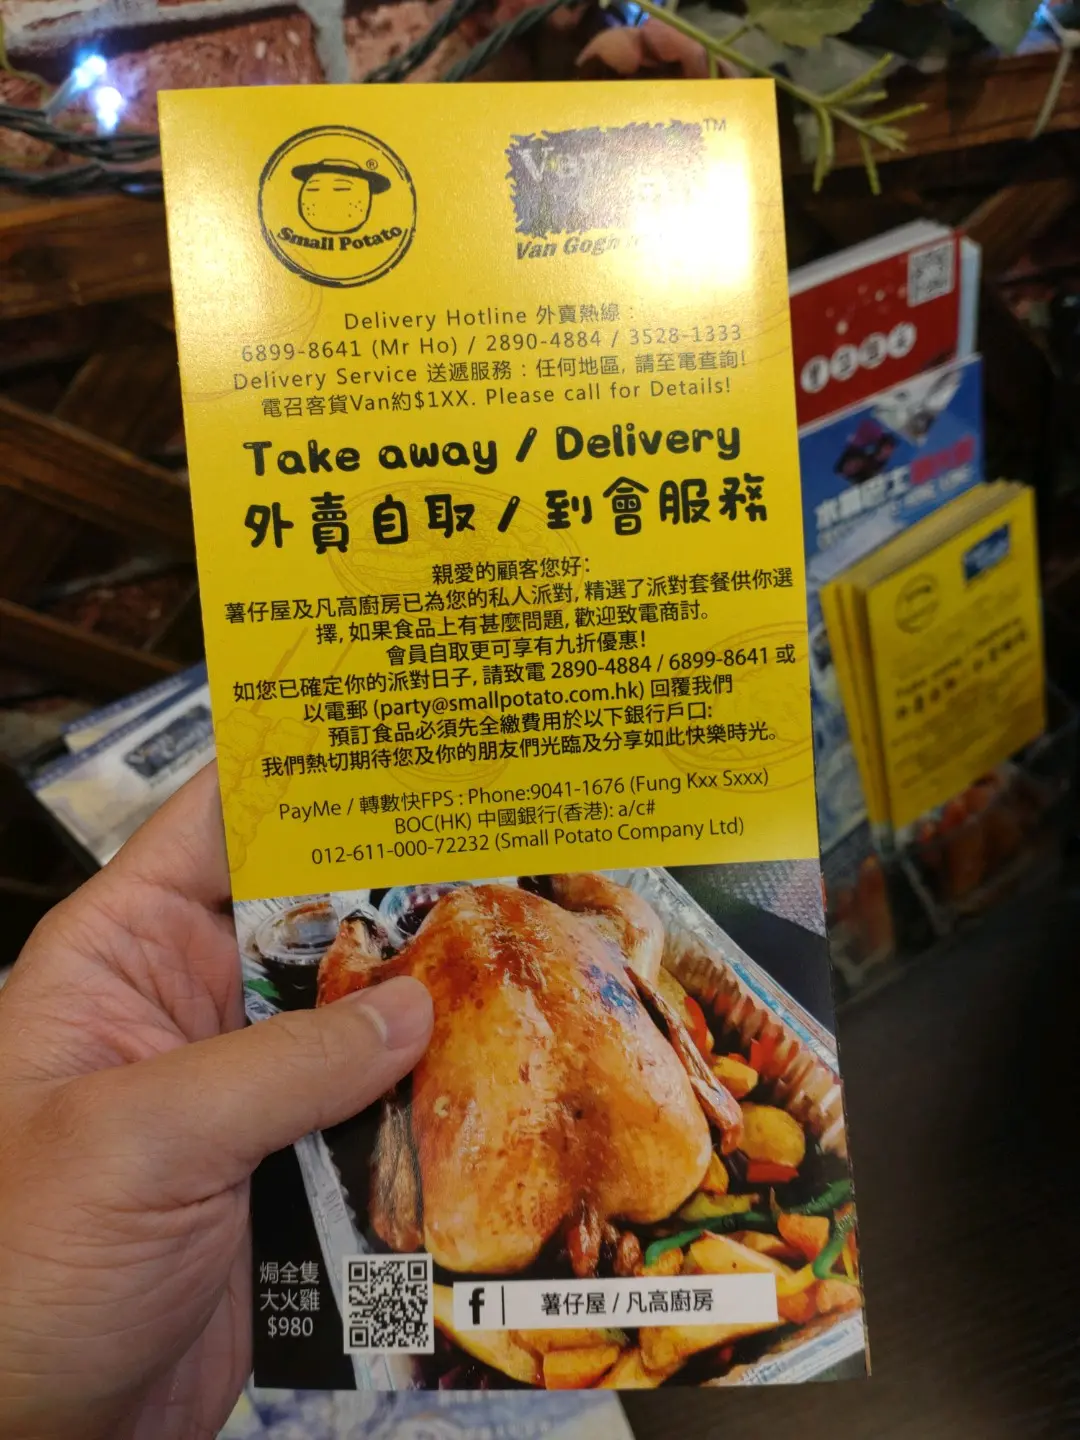 ®
Small Potato
TM
Van
Van Gogh
Delivery Hotline 外賣熱線 :
6899-8641 (Mr Ho) / 2890-4884 / 3528-1333
Delivery Service 送遞服務 : 任何地區, 請至電查詢!
電召客貨Van約$1XX. Please call for Details!
Take away / Delivery
外賣自取 / 到會服務
親愛的顧客您好:
薯仔屋及凡高廚房已為您的私人派對, 精選了派對套餐供你選
擇, 如果食品上有甚麼問題, 歡迎致電商討。
會員自取更可享有九折優惠!
如您已確定你的派對日子, 請致電 2890-4884 / 6899-8641 或
以電郵 (party@smallpotato.com.hk) 回覆我們
預訂食品必須先全繳費用於以下銀行戶口:
我們熱切期待您及你的朋友們光臨及分享如此快樂時光。
PayMe / 轉數快FPS : Phone:9041-1676 (Fung Kxx Sxxx)
BOC(HK) 中國銀行(香港): a/c#
012-611-000-72232 (Small Potato Company Ltd)
焗全隻
大火雞
$980
f | 薯仔屋 / 凡高廚房